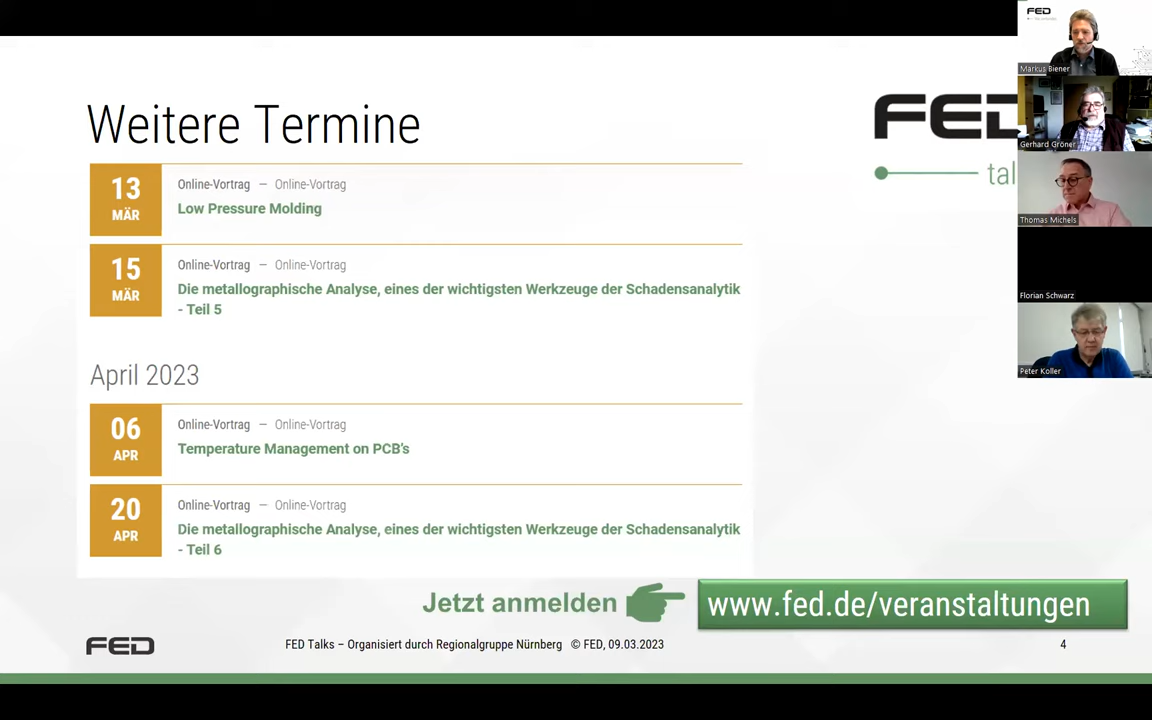 FED
Markus Biener
Weitere Termine
FED
tal
Gerhard Gröner
13
MÄR
Online-Vortrag — Online-Vortrag
Low Pressure Molding
Thomas Michels
15
MÄR
Online-Vortrag — Online-Vortrag
Die metallographische Analyse, eines der wichtigsten Werkzeuge der Schadensanalytik
- Teil 5
Florian Schwarz
Peter Koller
April 2023
06
APR
Online-Vortrag — Online-Vortrag
Temperature Management on PCB’s
20
APR
Online-Vortrag — Online-Vortrag
Die metallographische Analyse, eines der wichtigsten Werkzeuge der Schadensanalytik
- Teil 6
Jetzt anmelden
www.fed.de/veranstaltungen
FED
FED Talks – Organisiert durch Regionalgruppe Nürnberg © FED, 09.03.2023
4